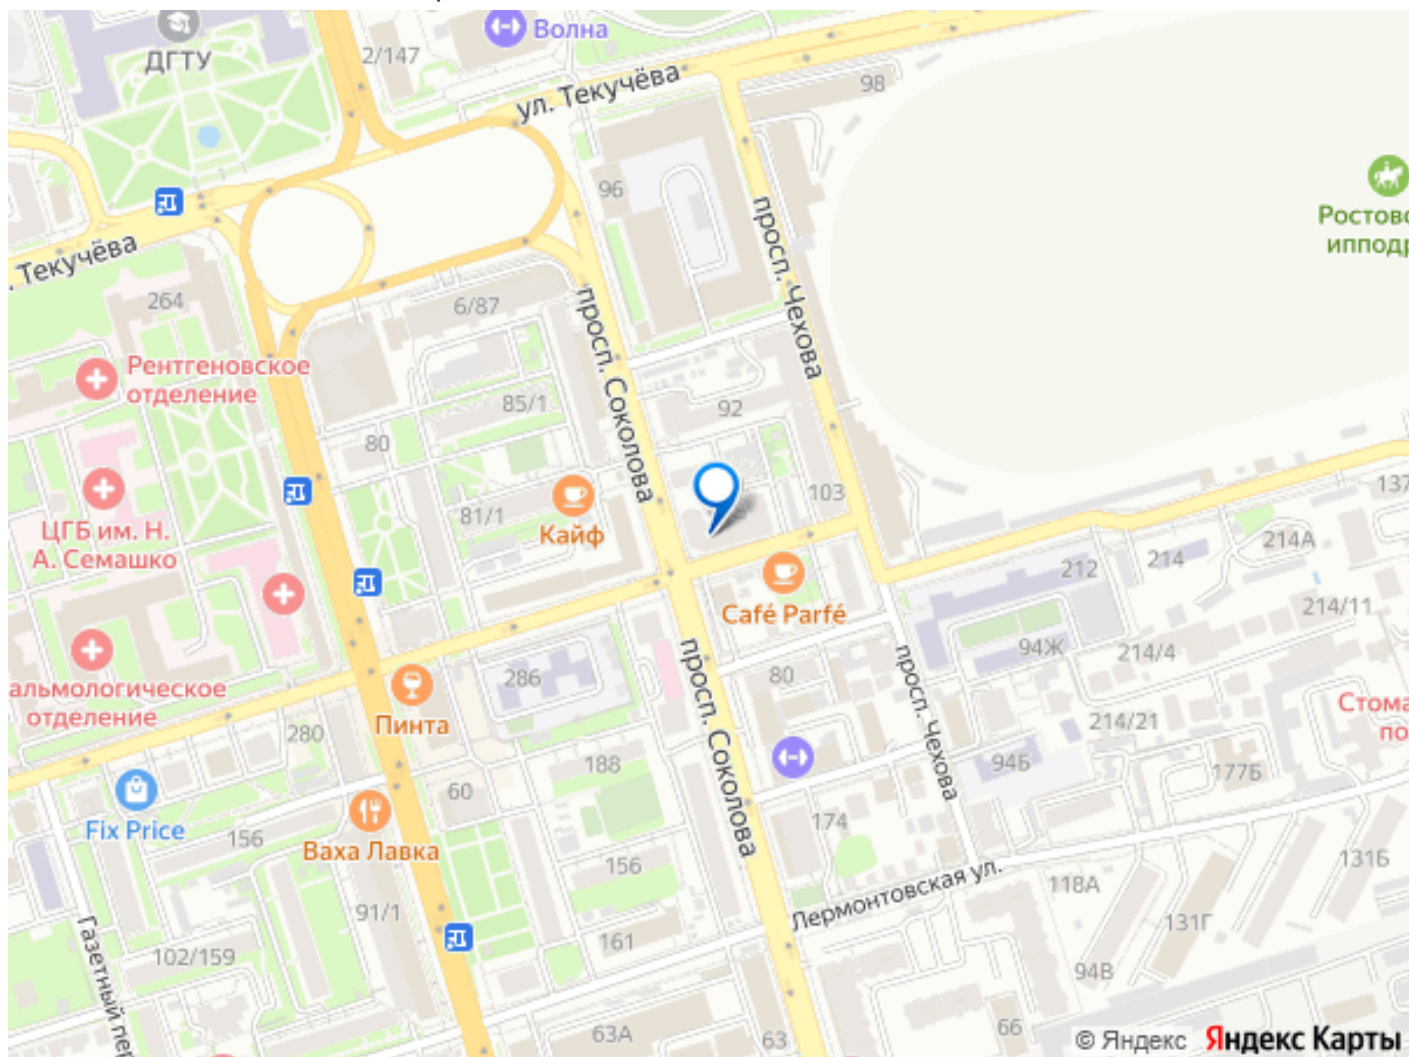 ДГТУ
2/147
Волна
ул. Текучёва
98
96
Ростово
ипподр
. Текучёва
264
6/87
просп. Соколова
просп. Чехова
Рентгеновское
отделение
85/1
92
80
103
137
Кайф
81/1
ЦГБ им. Н.
А. Семашко
212
214
214А
Café Parfé
214/11
94Ж
214/4
286
80
просп. Соколова
просп. Чехова
альмологическое
отделение
Пинта
280
214/21
Стома
по
188
94Б
177Б
60
Fix Price
156
Ваха Лавка
174
156
131Б
118А
Лермонтовская ул.
91/1
131Г
Газетный пер
102/159
161
94В
63А
63
66
© Яндекс Яндекс Карты